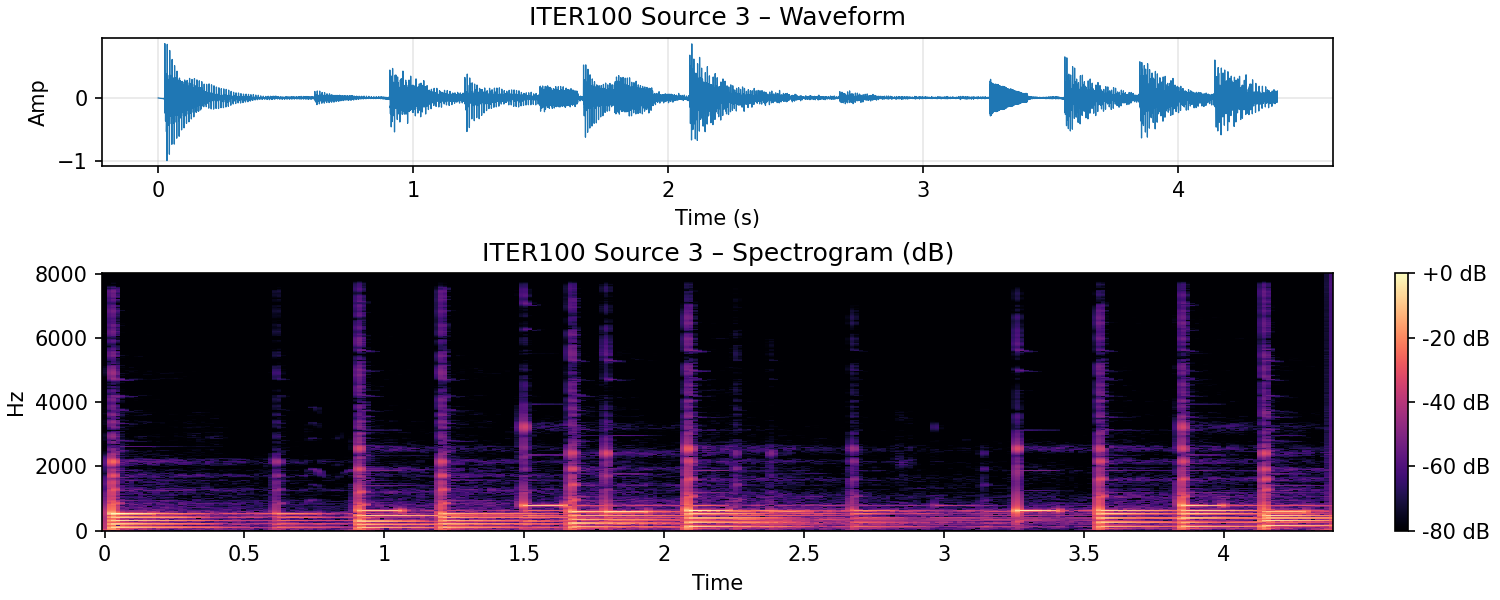 ITER100 Source 3 – Waveform
Amp
0
−1
0
1
2
3
4
Time (s)
ITER100 Source 3 – Spectrogram (dB)
Hz
8000
6000
4000
2000
0
0
0.5
1
1.5
2
2.5
3
3.5
4
Time
+0 dB
-20 dB
-40 dB
-60 dB
-80 dB